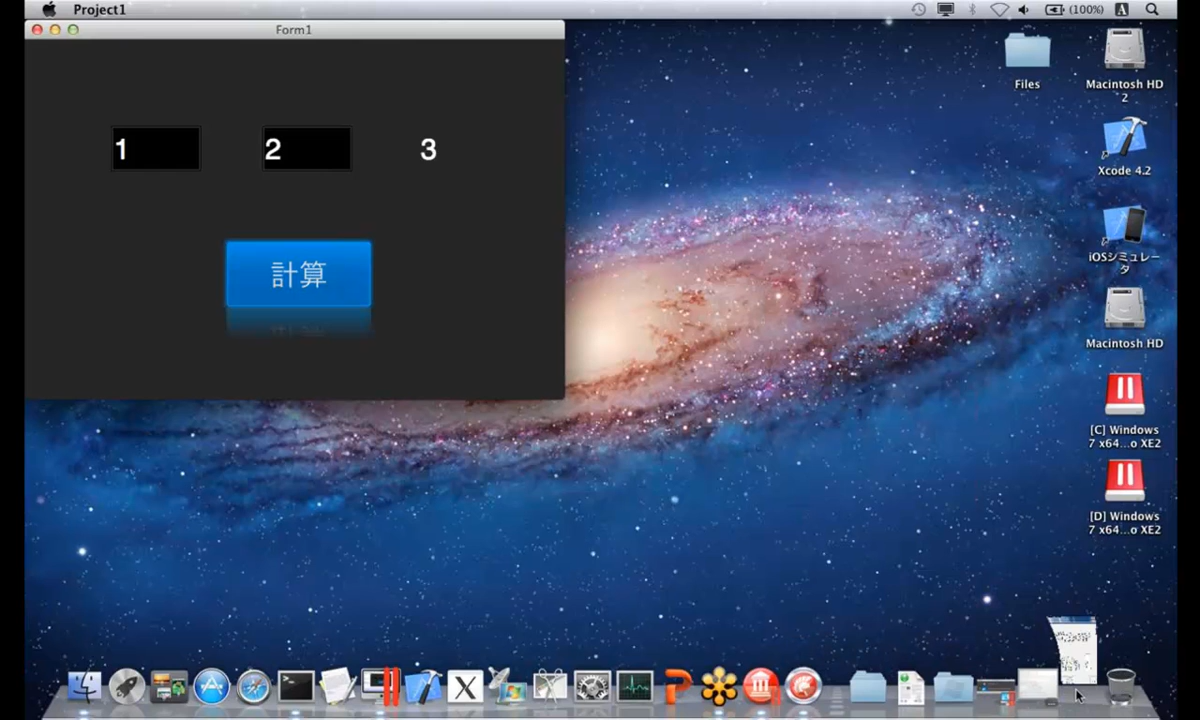 Project1
(100%)
A
Form1
1
2
3
計算
Files
Macintosh HD
2
Xcode 4.2
iOSシミュレー
タ
Macintosh HD
[C] Windows
7 x64...o XE2
[D] Windows
7 x64...o XE2